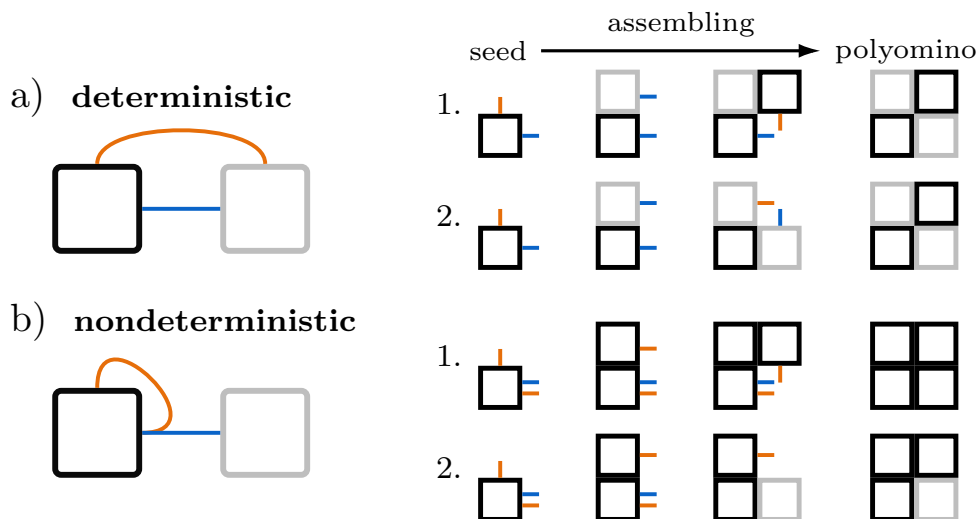 assembling
seed polyomino
a) deterministic
1.
2.
b) nondeterministic
1.
2.